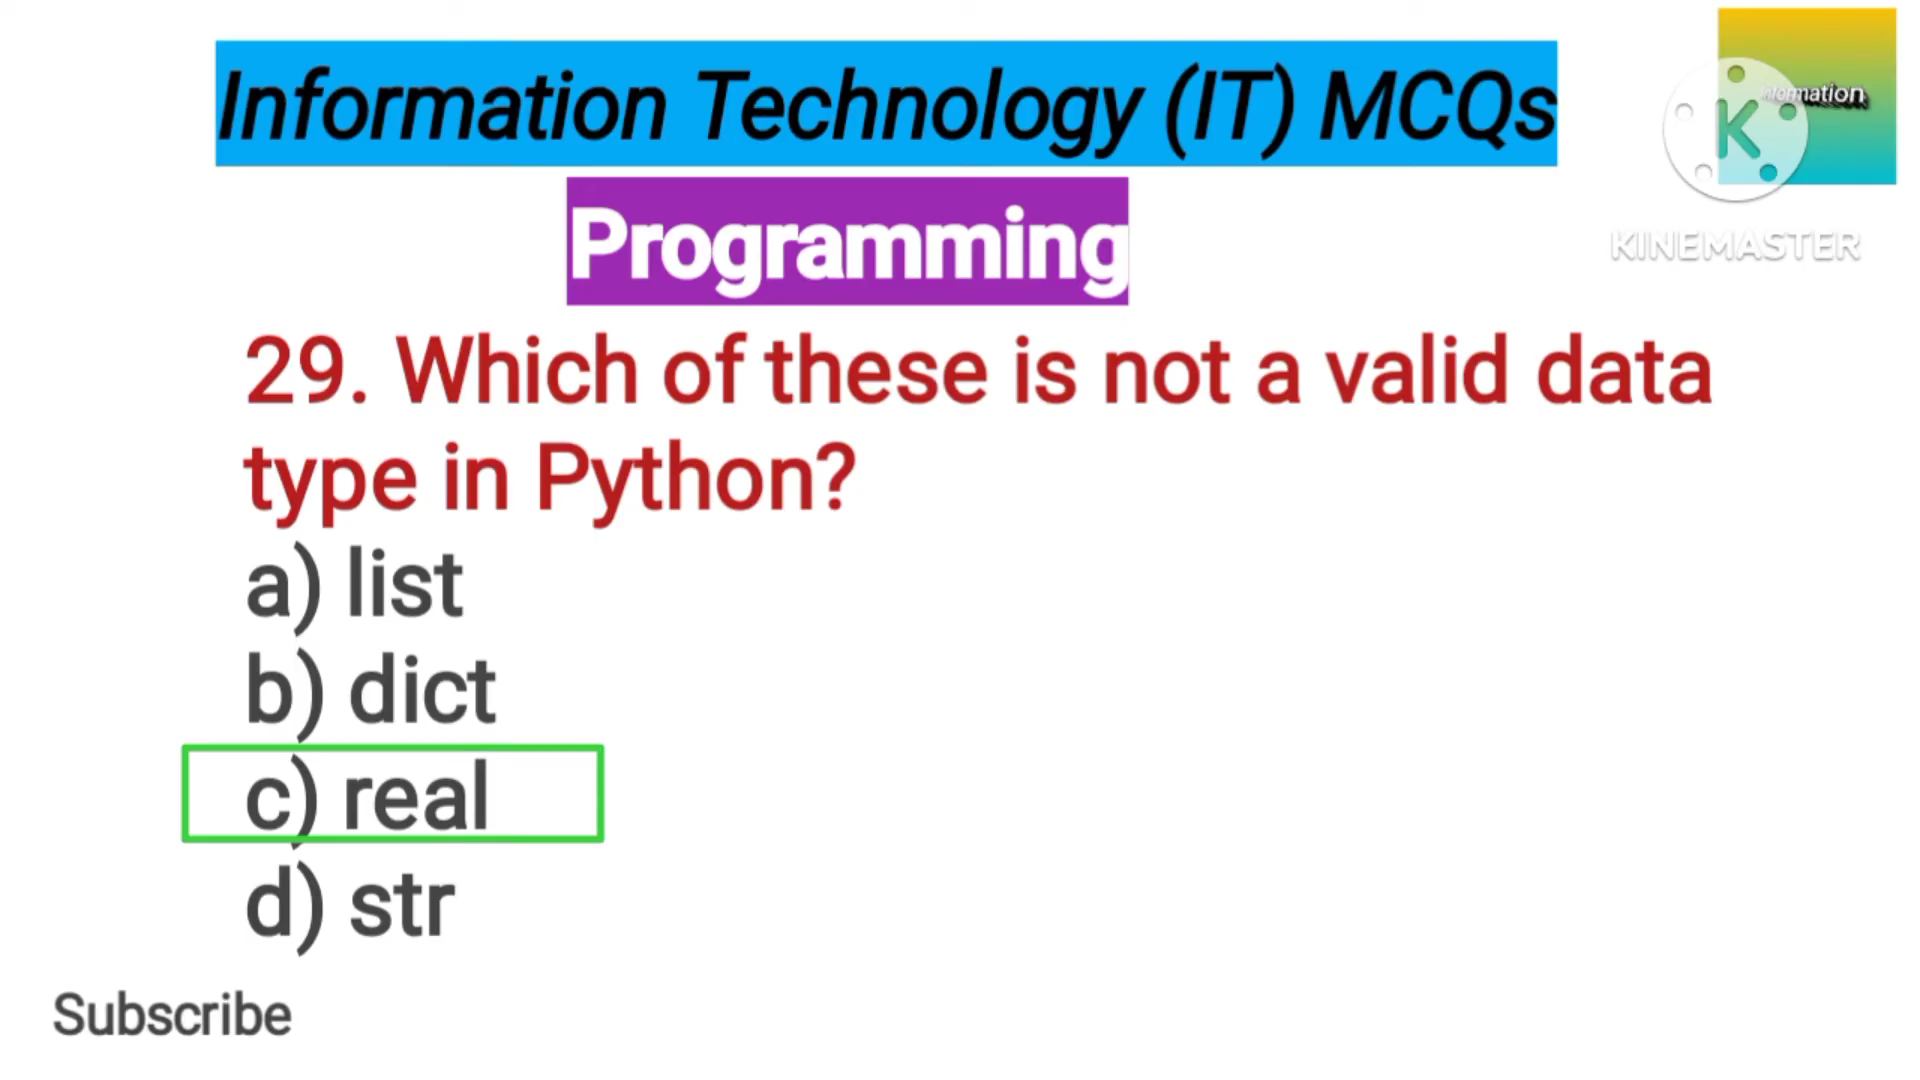 Information Technology (IT) MCQs
Programming
KINEMASTER
29. Which of these is not a valid data
type in Python?
a) list
b) dict
c) real
d) str
Subscribe